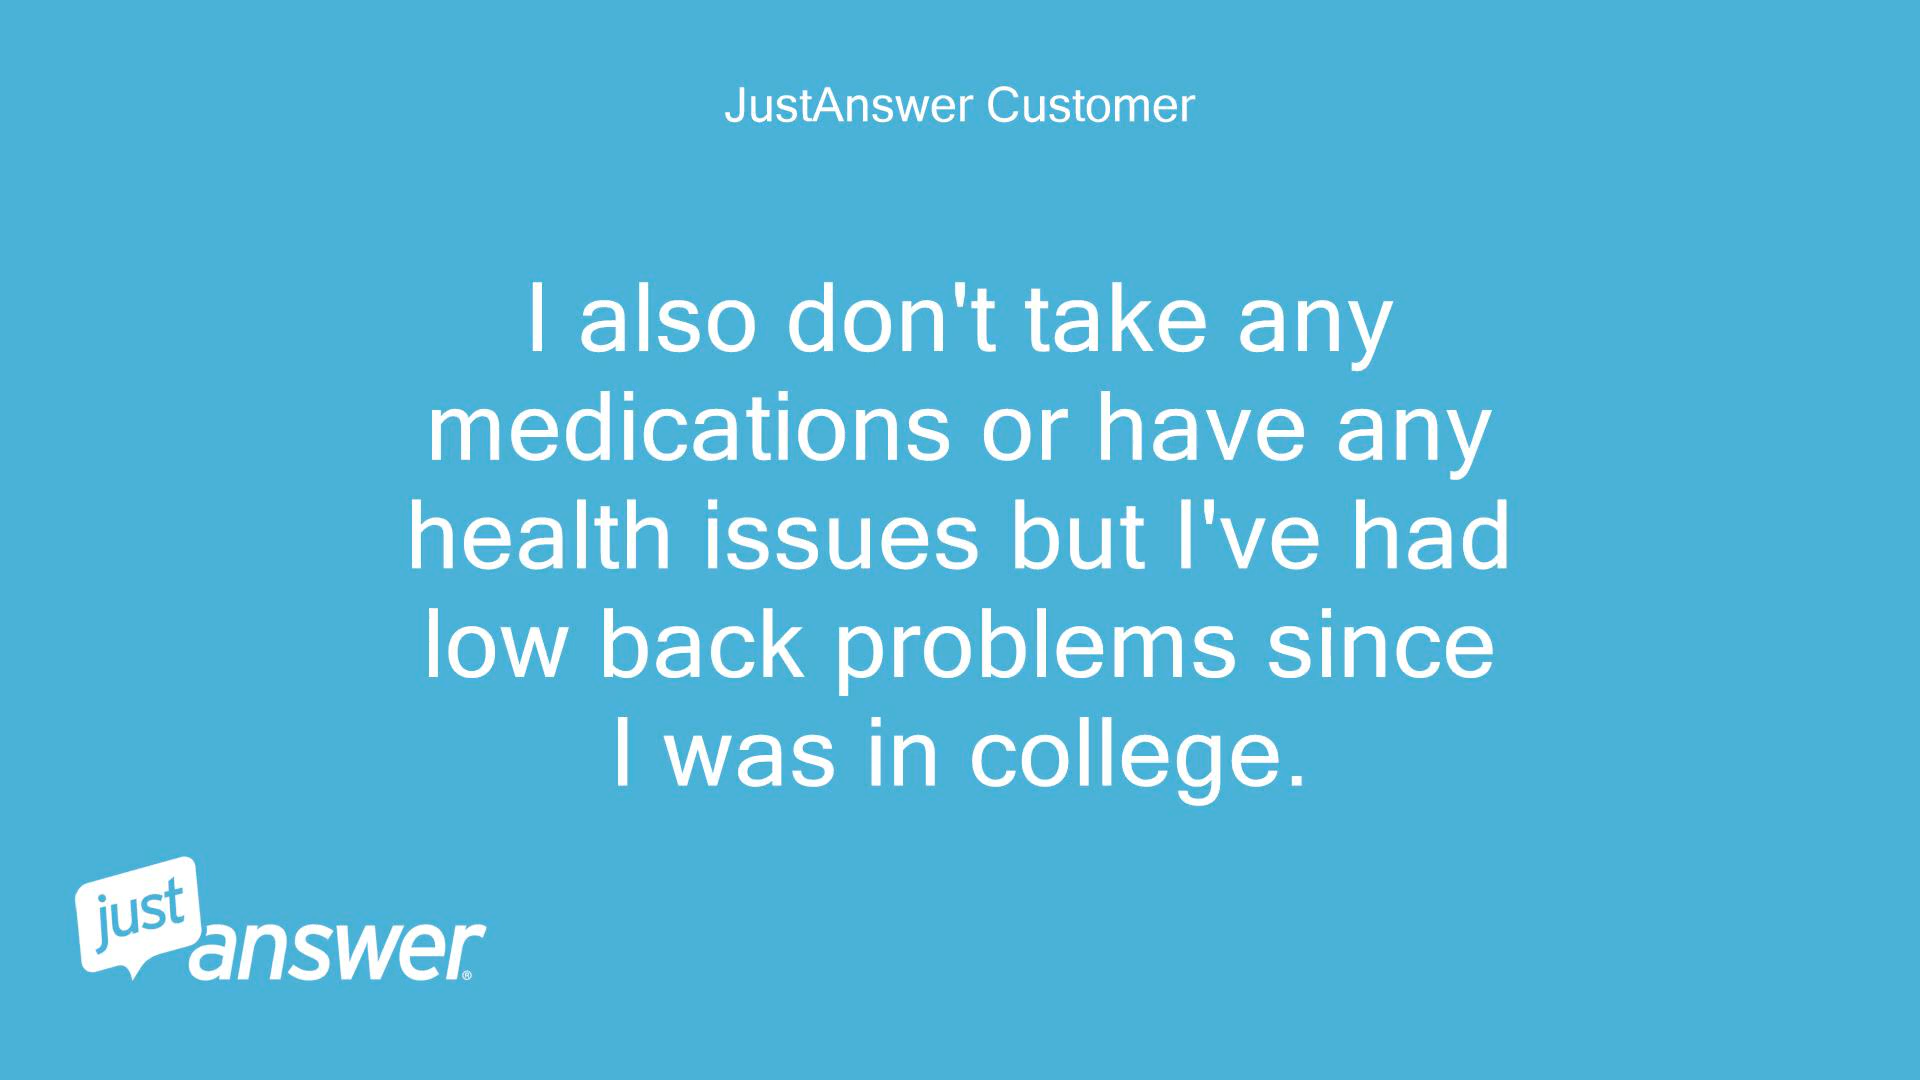 JustAnswer Customer
I also don't take any
medications or have any
health issues but I've had
low back problems since
I was in college.
just
answer®